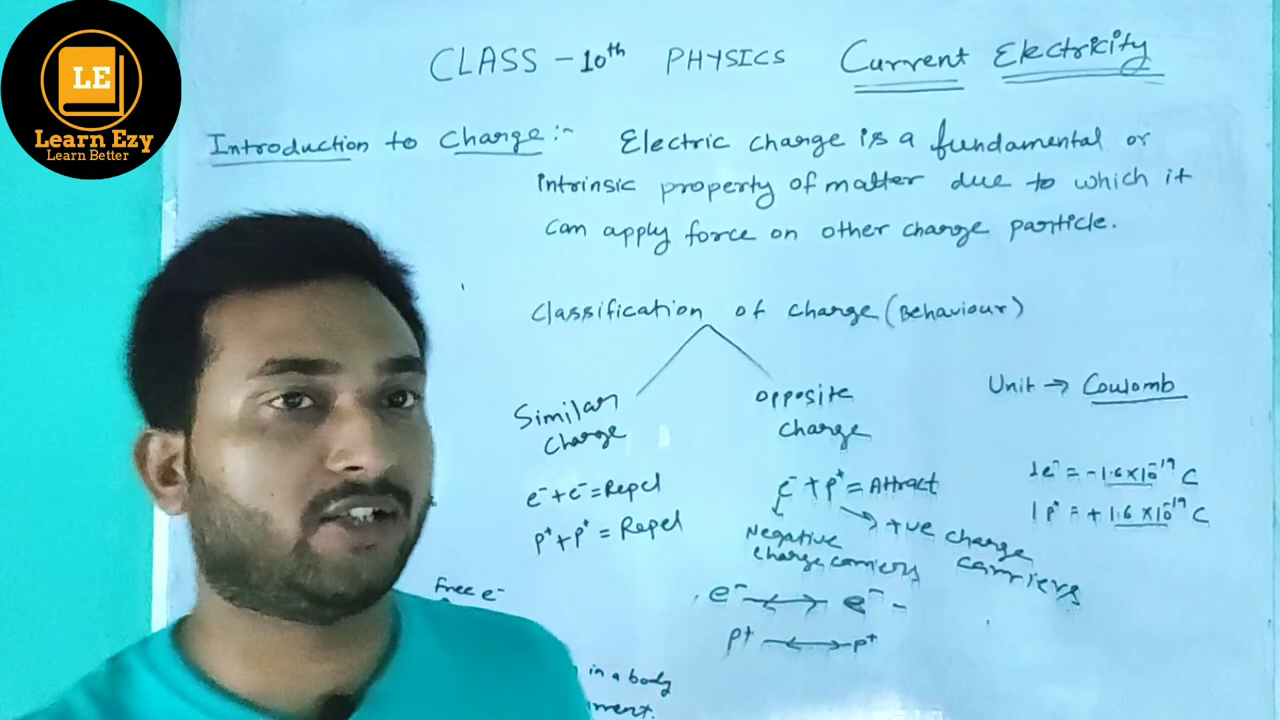 LE
Learn Ezy
Learn Better
CLASS - 10th PHYSICS Current Electricity
Introduction to Charge :- Electric charge is a fundamental or
intrinsic property of matter due to which it
can apply force on other charge particle.
Classification of charge (Behaviour)
Similar
charge
e⁻ + e⁻ = Repel
p⁺ + p⁺ = Repel
opposite
charge
e⁻ + p⁺ = Attract
Negative
charge carriers
+ve charge
carriers
e⁻ ↔ e⁻ -
p⁺ ↔ p⁺
Unit → Coulomb
1e⁻ = -1.6×10⁻¹⁹ C
1p⁺ = +1.6×10⁻¹⁹ C
Free e⁻
in a body